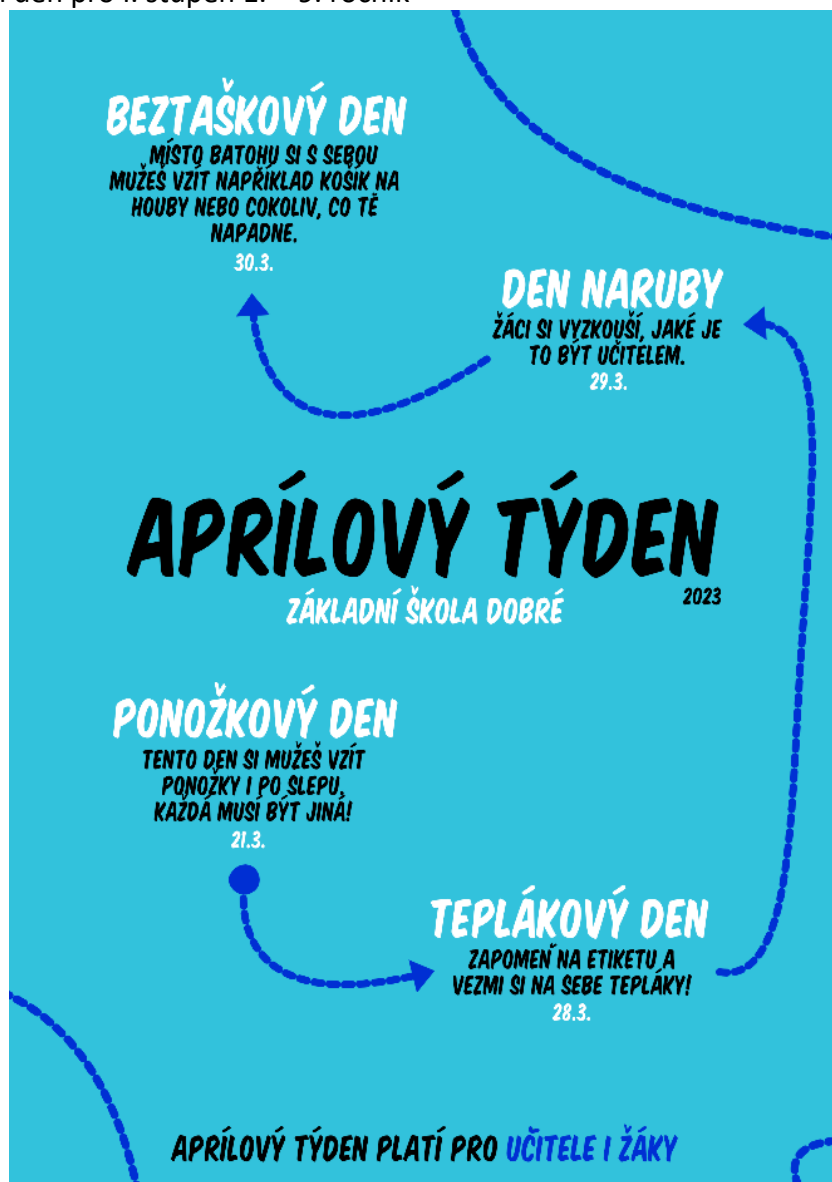 den pro I. stupeň 1. – 5. ročník
BEZTAŠKOVÝ DEN
MÍSTO BATOHU SI S SEBOU
MUŽEŠ VZÍT NAPŘÍKLAD KOŠÍK NA
HOUBY NEBO COKOLIV, CO TĚ
NAPADNE.
30.3.
DEN NARUBY
ŽÁCI SI VYZKOUŠÍ, JAKÉ JE
TO BÝT UČITELEM.
29.3.
APRÍLOVÝ TÝDEN
2023
ZÁKLADNÍ ŠKOLA DOBRÉ
PONOŽKOVÝ DEN
TENTO DEN SI MUŽEŠ VZÍT
PONOŽKY I PO SLEPU,
KAŽDÁ MUSÍ BÝT JINÁ!
21.3.
TEPLÁKOVÝ DEN
ZAPOMEŇ NA ETIKETU A
VEZMI SI NA SEBE TEPLÁKY!
28.3.
APRÍLOVÝ TÝDEN PLATÍ PRO UČITELE I ŽÁKY